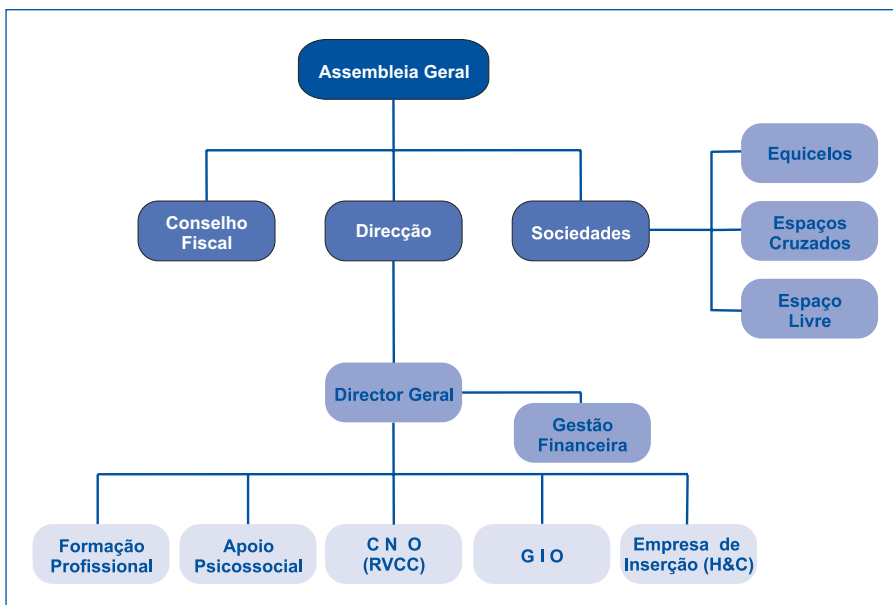 Assembleia Geral
Equicelos
Conselho
Fiscal
Direcção
Sociedades
Espaços
Cruzados
Espaço
Livre
Director Geral
Gestão
Financeira
Formação
Profissional
Apoio
Psicossocial
C N O
(RVCC)
G I O
Empresa de
Inserção (H&C)